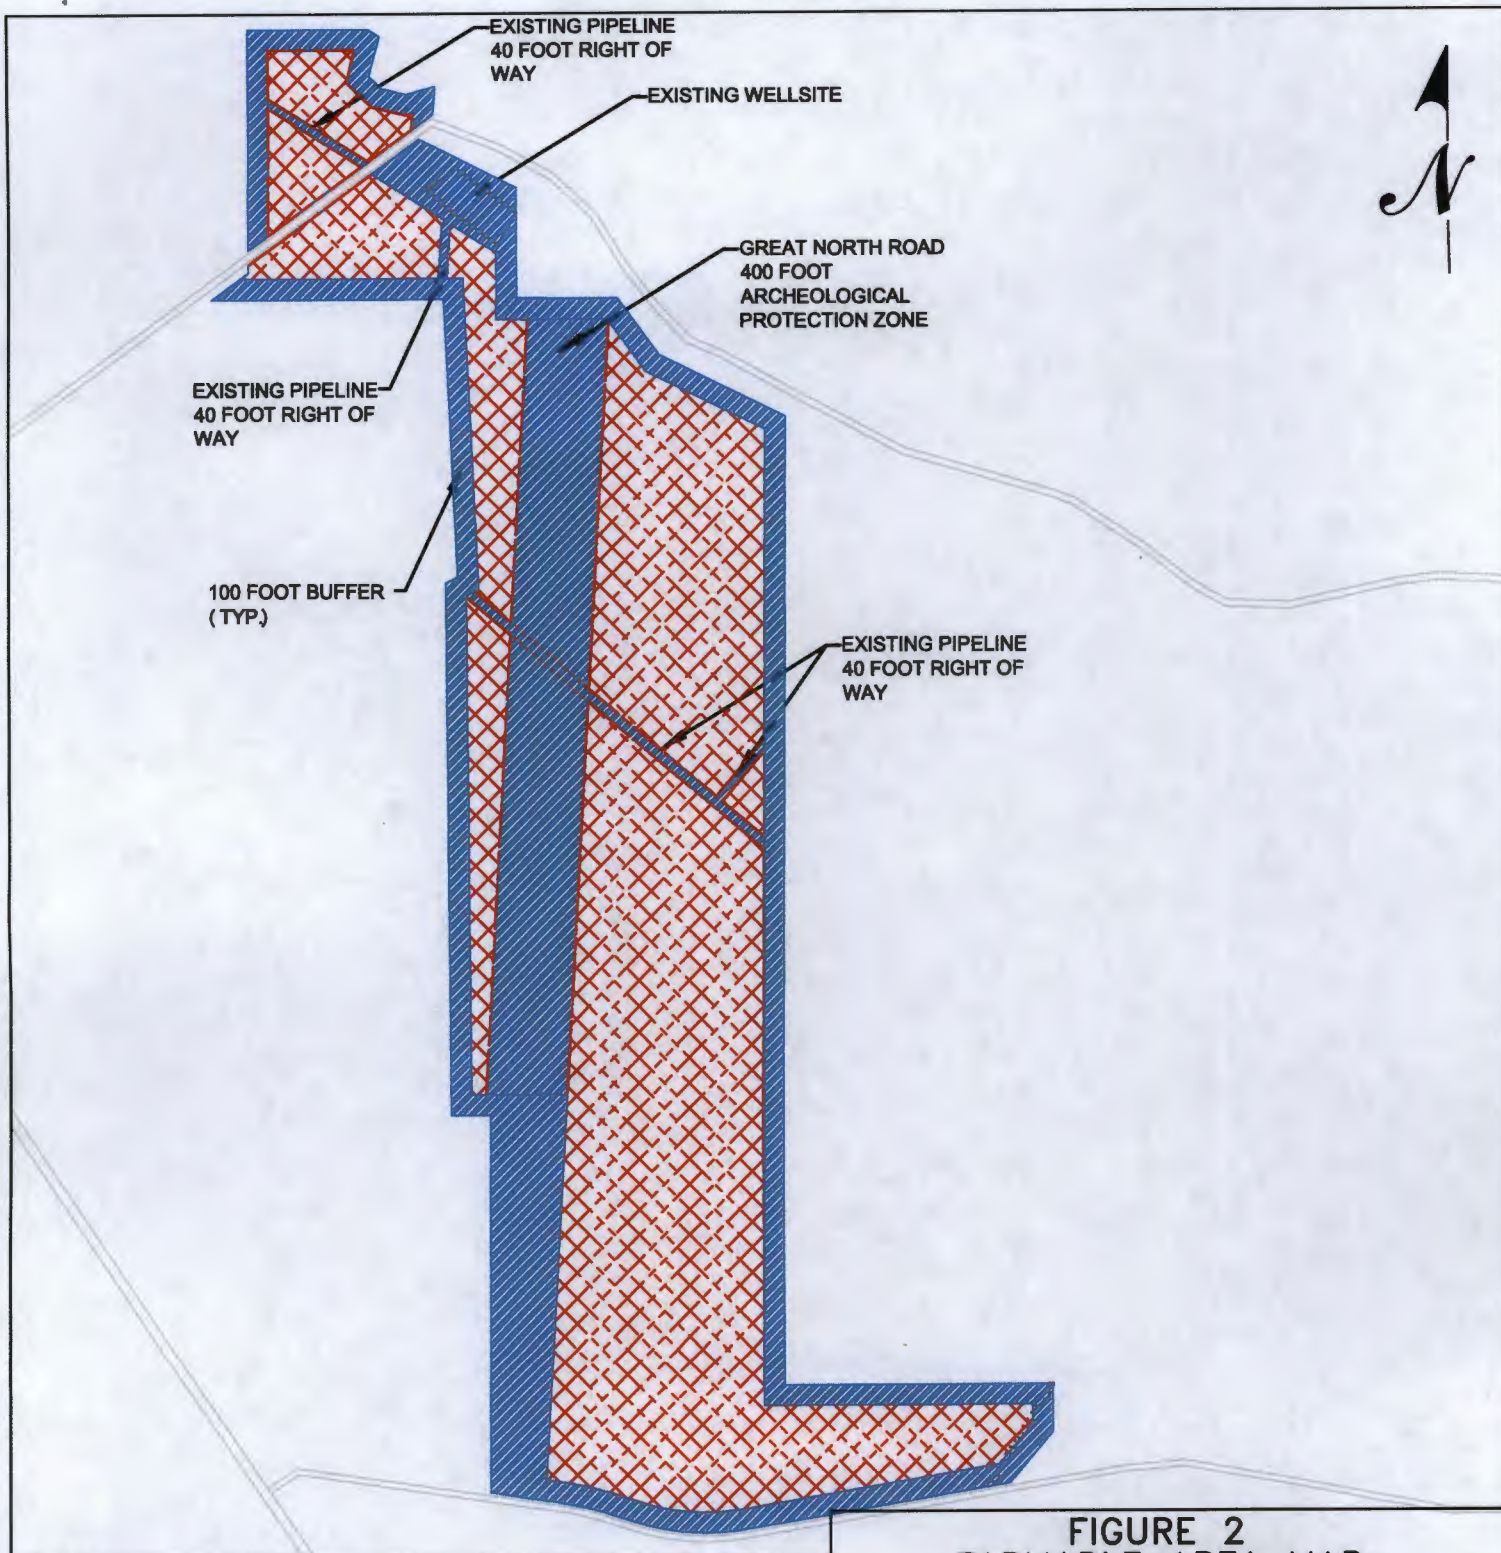 EXISTING PIPELINE
40 FOOT RIGHT OF
WAY
EXISTING WELLSITE
N
GREAT NORTH ROAD
400 FOOT
ARCHEOLOGICAL
PROTECTION ZONE
EXISTING PIPELINE
40 FOOT RIGHT OF
WAY
100 FOOT BUFFER
( TYP.)
EXISTING PIPELINE
40 FOOT RIGHT OF
WAY
FIGURE 2